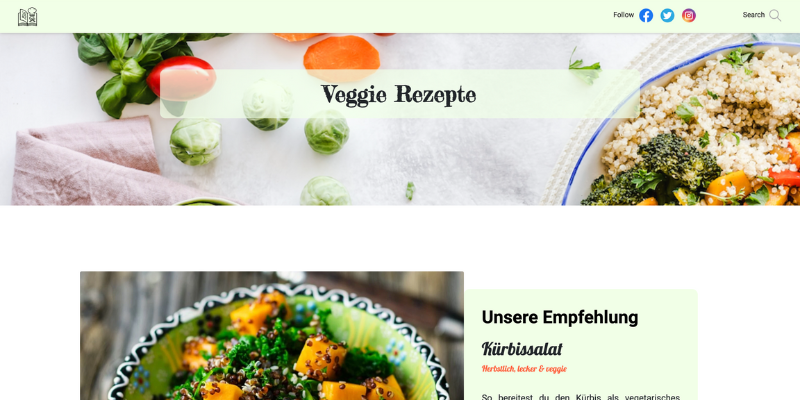 Follow
Search
Veggie Rezepte
Unsere Empfehlung
Kürbissalat
Herbstlich, lecker & veggie
So bereitest du den Kürbis als vegetarisches